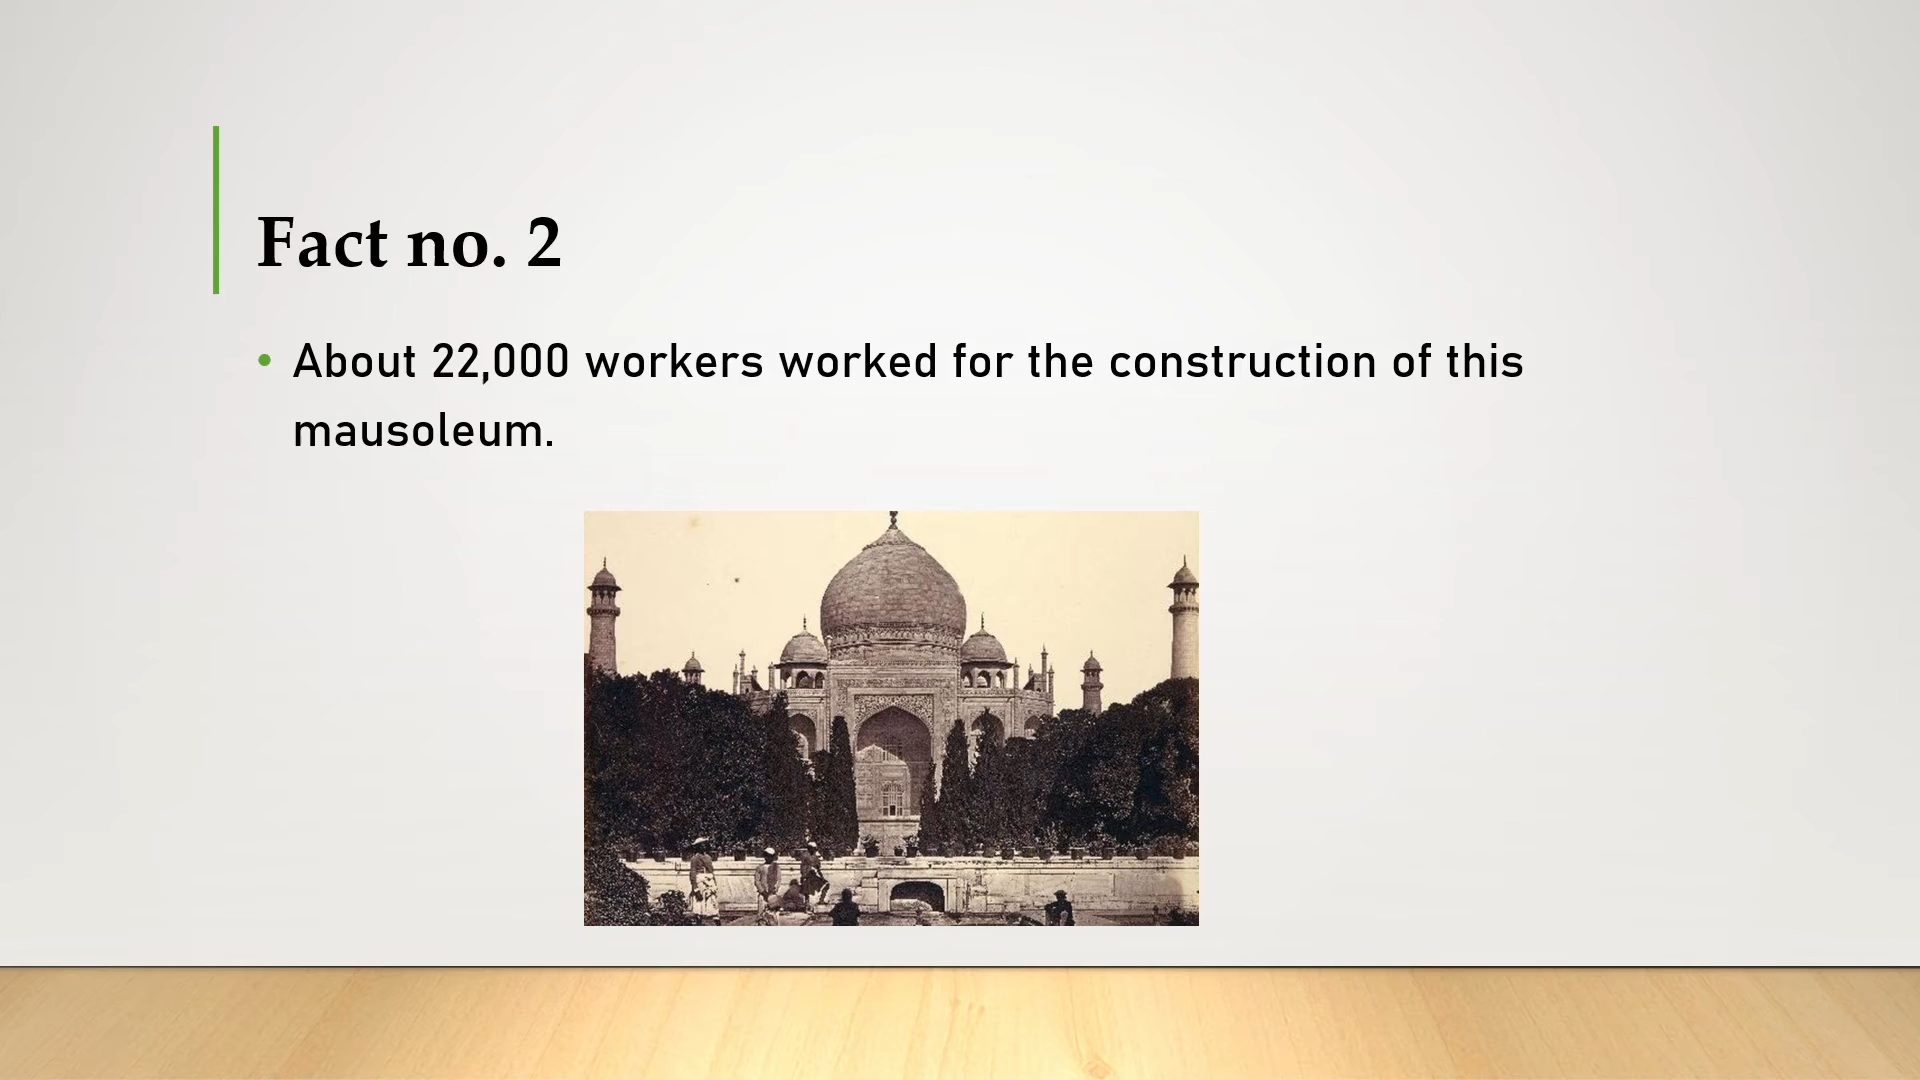 Fact no. 2
• About 22,000 workers worked for the construction of this
mausoleum.